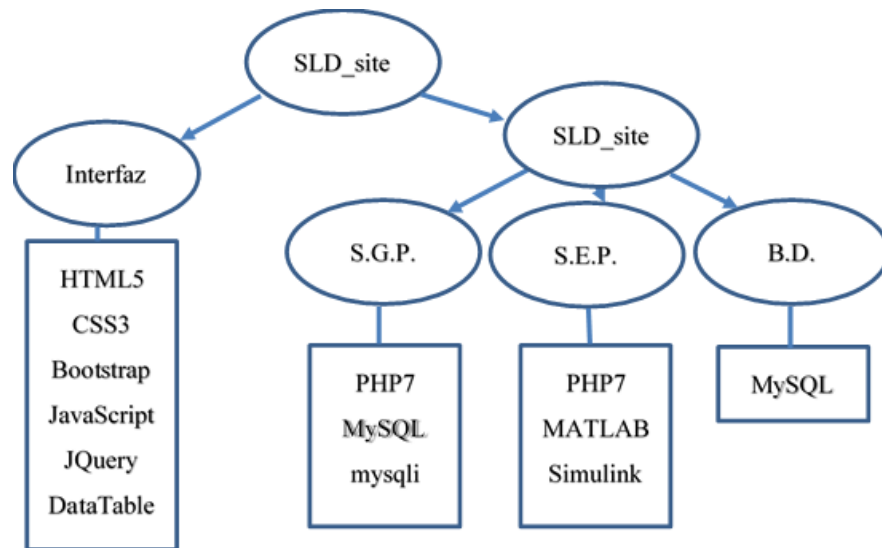 SLD_site
SLD_site
Interfaz
S.G.P.
S.E.P.
B.D.
HTML5
CSS3
Bootstrap
JavaScript
JQuery
DataTable
PHP7
MySQL
mysqli
PHP7
MATLAB
Simulink
MySQL